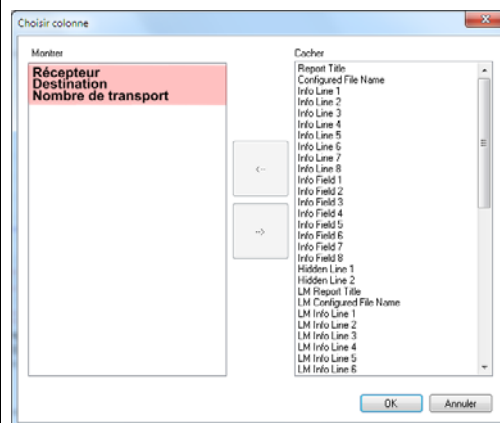 Choisir colonne
Montrer
Récepteur
Destination
Nombre de transport
<--
-->
Cacher
Report Title
Configured File Name
Info Line 1
Info Line 2
Info Line 3
Info Line 4
Info Line 5
Info Line 6
Info Line 7
Info Line 8
Info Field 1
Info Field 2
Info Field 3
Info Field 4
Info Field 5
Info Field 6
Info Field 7
Info Field 8
Hidden Line 1
Hidden Line 2
LM Report Title
LM Configured File Name
LM Info Line 1
LM Info Line 2
LM Info Line 3
LM Info Line 4
LM Info Line 5
LM Info Line 6
OK
Annuler